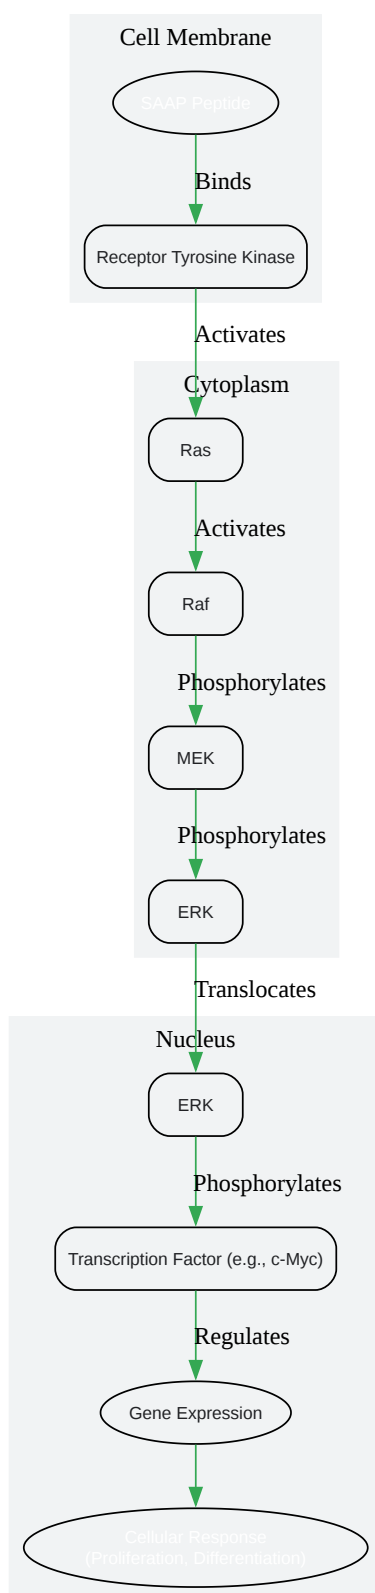 Cell Membrane
SAAP Peptide
Binds
Receptor Tyrosine Kinase
Activates
Cytoplasm
Ras
Activates
Raf
Phosphorylates
MEK
Phosphorylates
ERK
Translocates
Nucleus
ERK
Phosphorylates
Transcription Factor (e.g., c-Myc)
Regulates
Gene Expression
Cellular Response
(Proliferation, Differentiation)